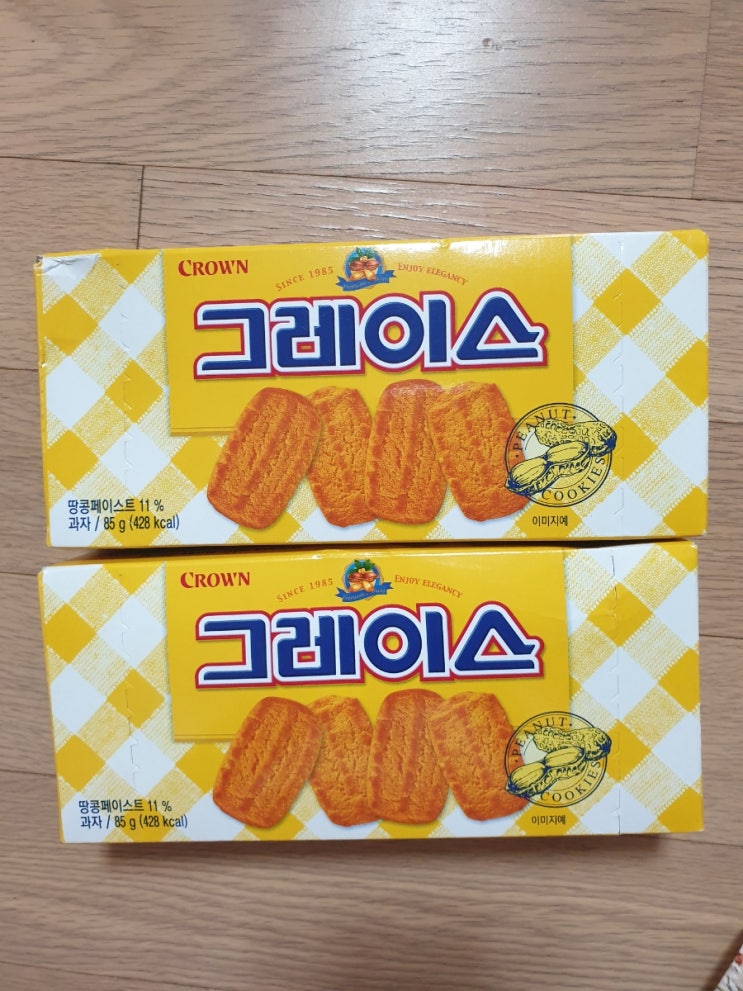 CROWN
SINCE 1985
ENJOY ELEGANCY
그레이스
PEANUT
COOKIES
땅콩페이스트 11 %
과자 / 85 g (428 kcal)
이미지예
CROWN
SINCE 1985
ENJOY ELEGANCY
그레이스
PEANUT
COOKIES
땅콩페이스트 11 %
과자 / 85 g (428 kcal)
이미지예